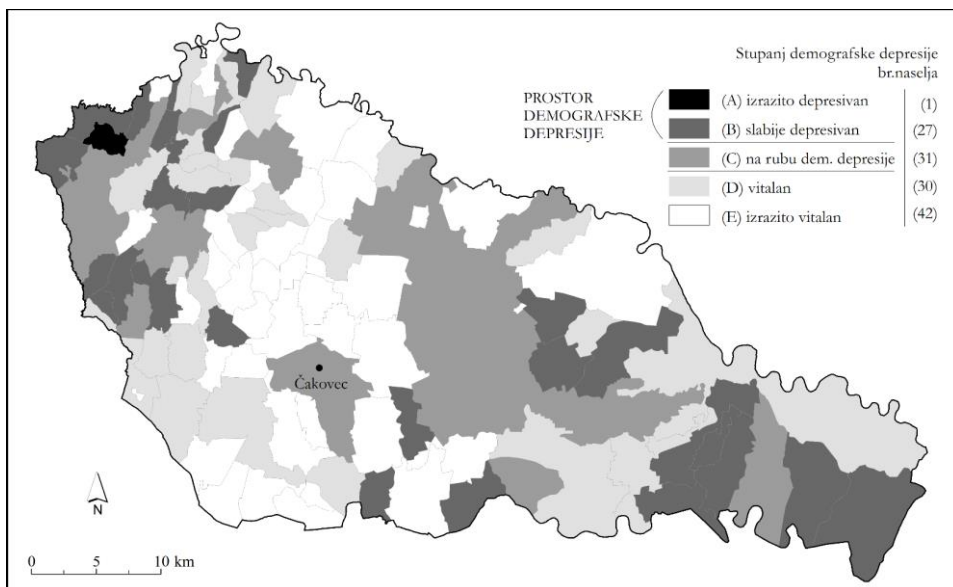 Stupanj demografske depresije
br.naselja
PROSTOR
DEMOGRAFSKE
DEPRESIJE
(A) izrazito depresivan (1)
(B) slabije depresivan (27)
(C) na rubu dem. depresije (31)
(D) vitalan (30)
(E) izrazito vitalan (42)
Čakovec
N
0 5 10 km